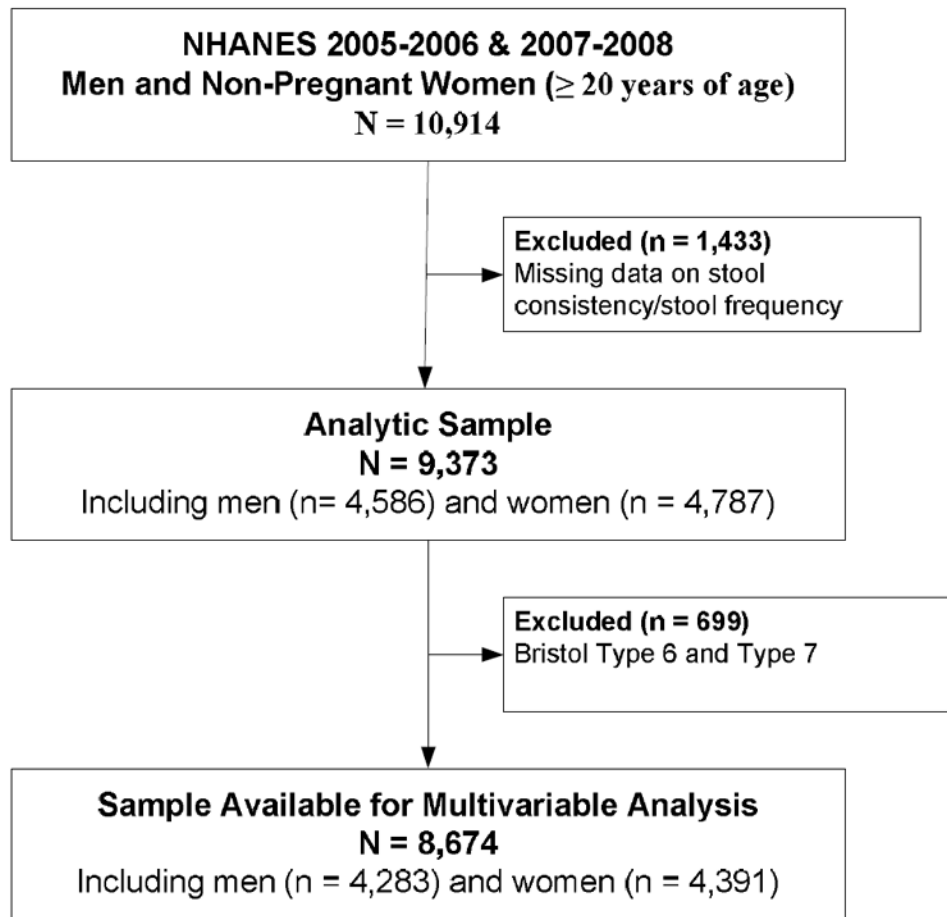 NHANES 2005-2006 & 2007-2008
Men and Non-Pregnant Women (≥ 20 years of age)
N = 10,914
Excluded (n = 1,433)
Missing data on stool
consistency/stool frequency
Analytic Sample
N = 9,373
Including men (n= 4,586) and women (n = 4,787)
Excluded (n = 699)
Bristol Type 6 and Type 7
Sample Available for Multivariable Analysis
N = 8,674
Including men (n = 4,283) and women (n = 4,391)